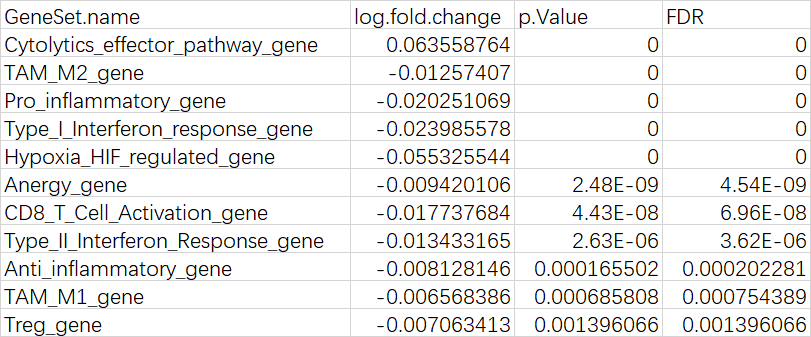 GeneSet.name log.fold.change p.Value FDR
Cytolytics_effector_pathway_gene 0.063558764 0 0
TAM_M2_gene -0.01257407 0 0
Pro_inflammatory_gene -0.020251069 0 0
Type_I_Interferon_response_gene -0.023985578 0 0
Hypoxia_HIF_regulated_gene -0.055325544 0 0
Anergy_gene -0.009420106 2.48E-09 4.54E-09
CD8_T_Cell_Activation_gene -0.017737684 4.43E-08 6.96E-08
Type_II_Interferon_Response_gene -0.013433165 2.63E-06 3.62E-06
Anti_inflammatory_gene -0.008128146 0.000165502 0.000202281
TAM_M1_gene -0.006568386 0.000685808 0.000754389
Treg_gene -0.007063413 0.001396066 0.001396066